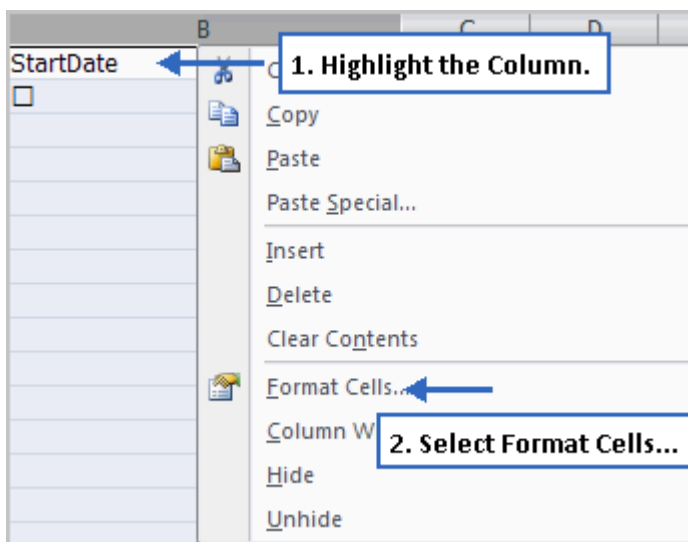 B C D
StartDate
1. Highlight the Column.
C
Copy
Paste
Paste Special...
Insert
Delete
Clear Contents
Format Cells...
Column W
2. Select Format Cells...
Hide
Unhide